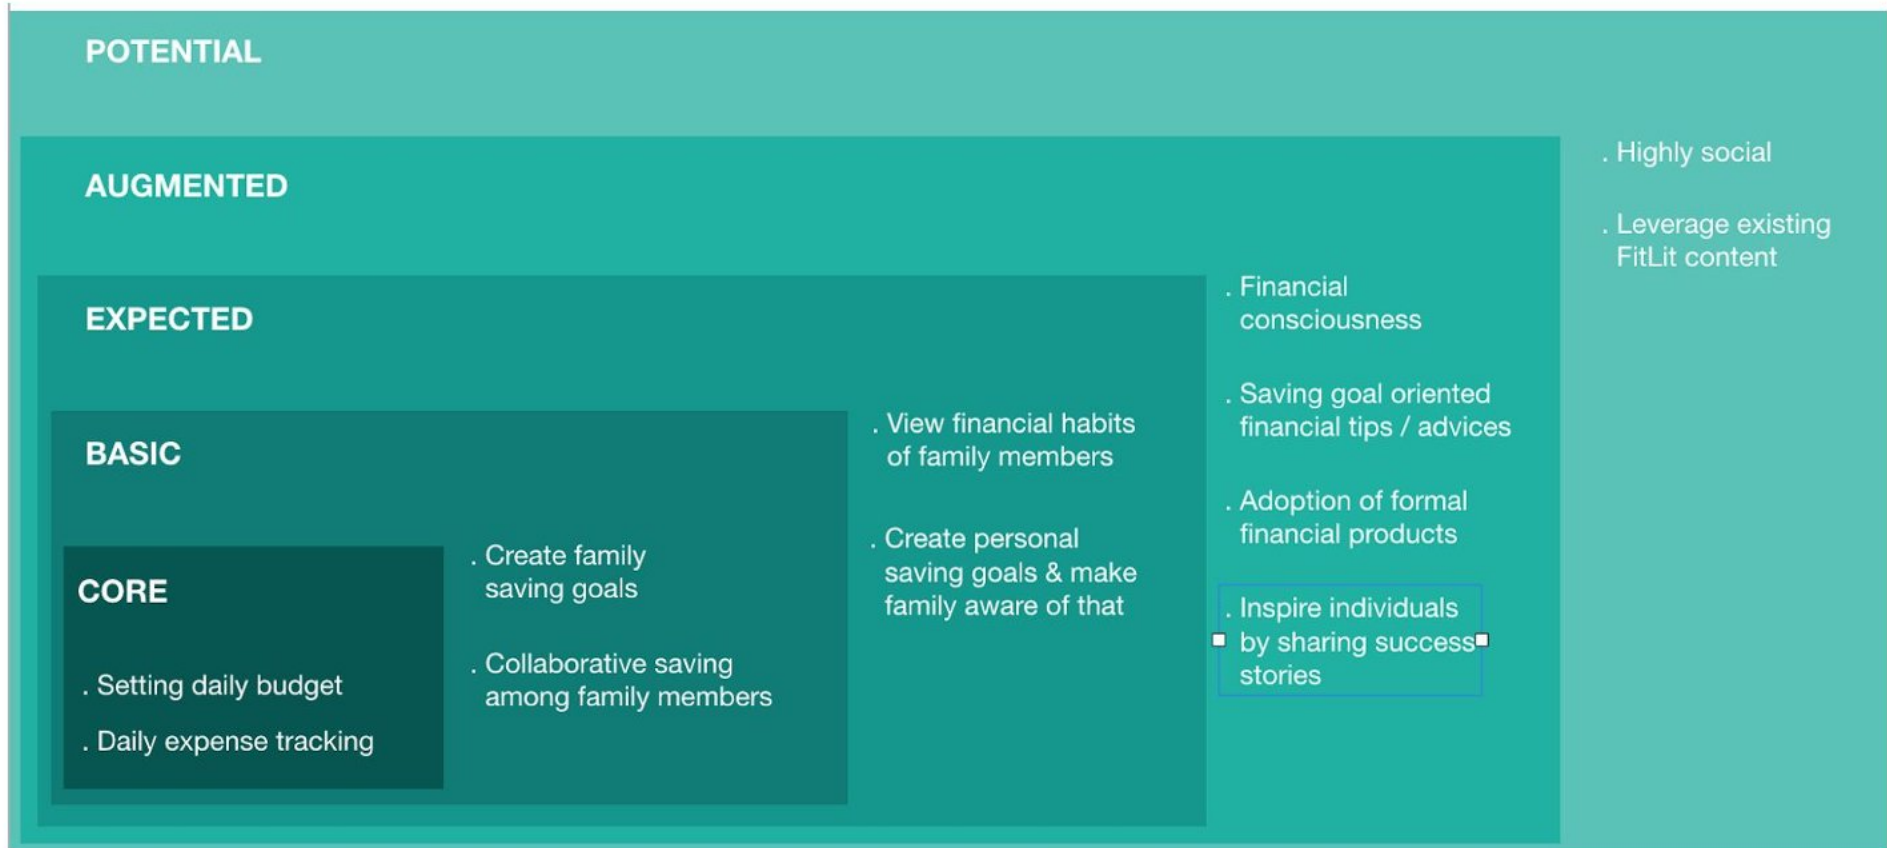 POTENTIAL
. Highly social
. Leverage existing
FitLit content
AUGMENTED
. Financial
consciousness
. Saving goal oriented
financial tips / advices
. Adoption of formal
financial products
. Inspire individuals
by sharing success
stories
EXPECTED
. View financial habits
of family members
. Create personal
saving goals & make
family aware of that
BASIC
. Create family
saving goals
. Collaborative saving
among family members
CORE
. Setting daily budget
. Daily expense tracking